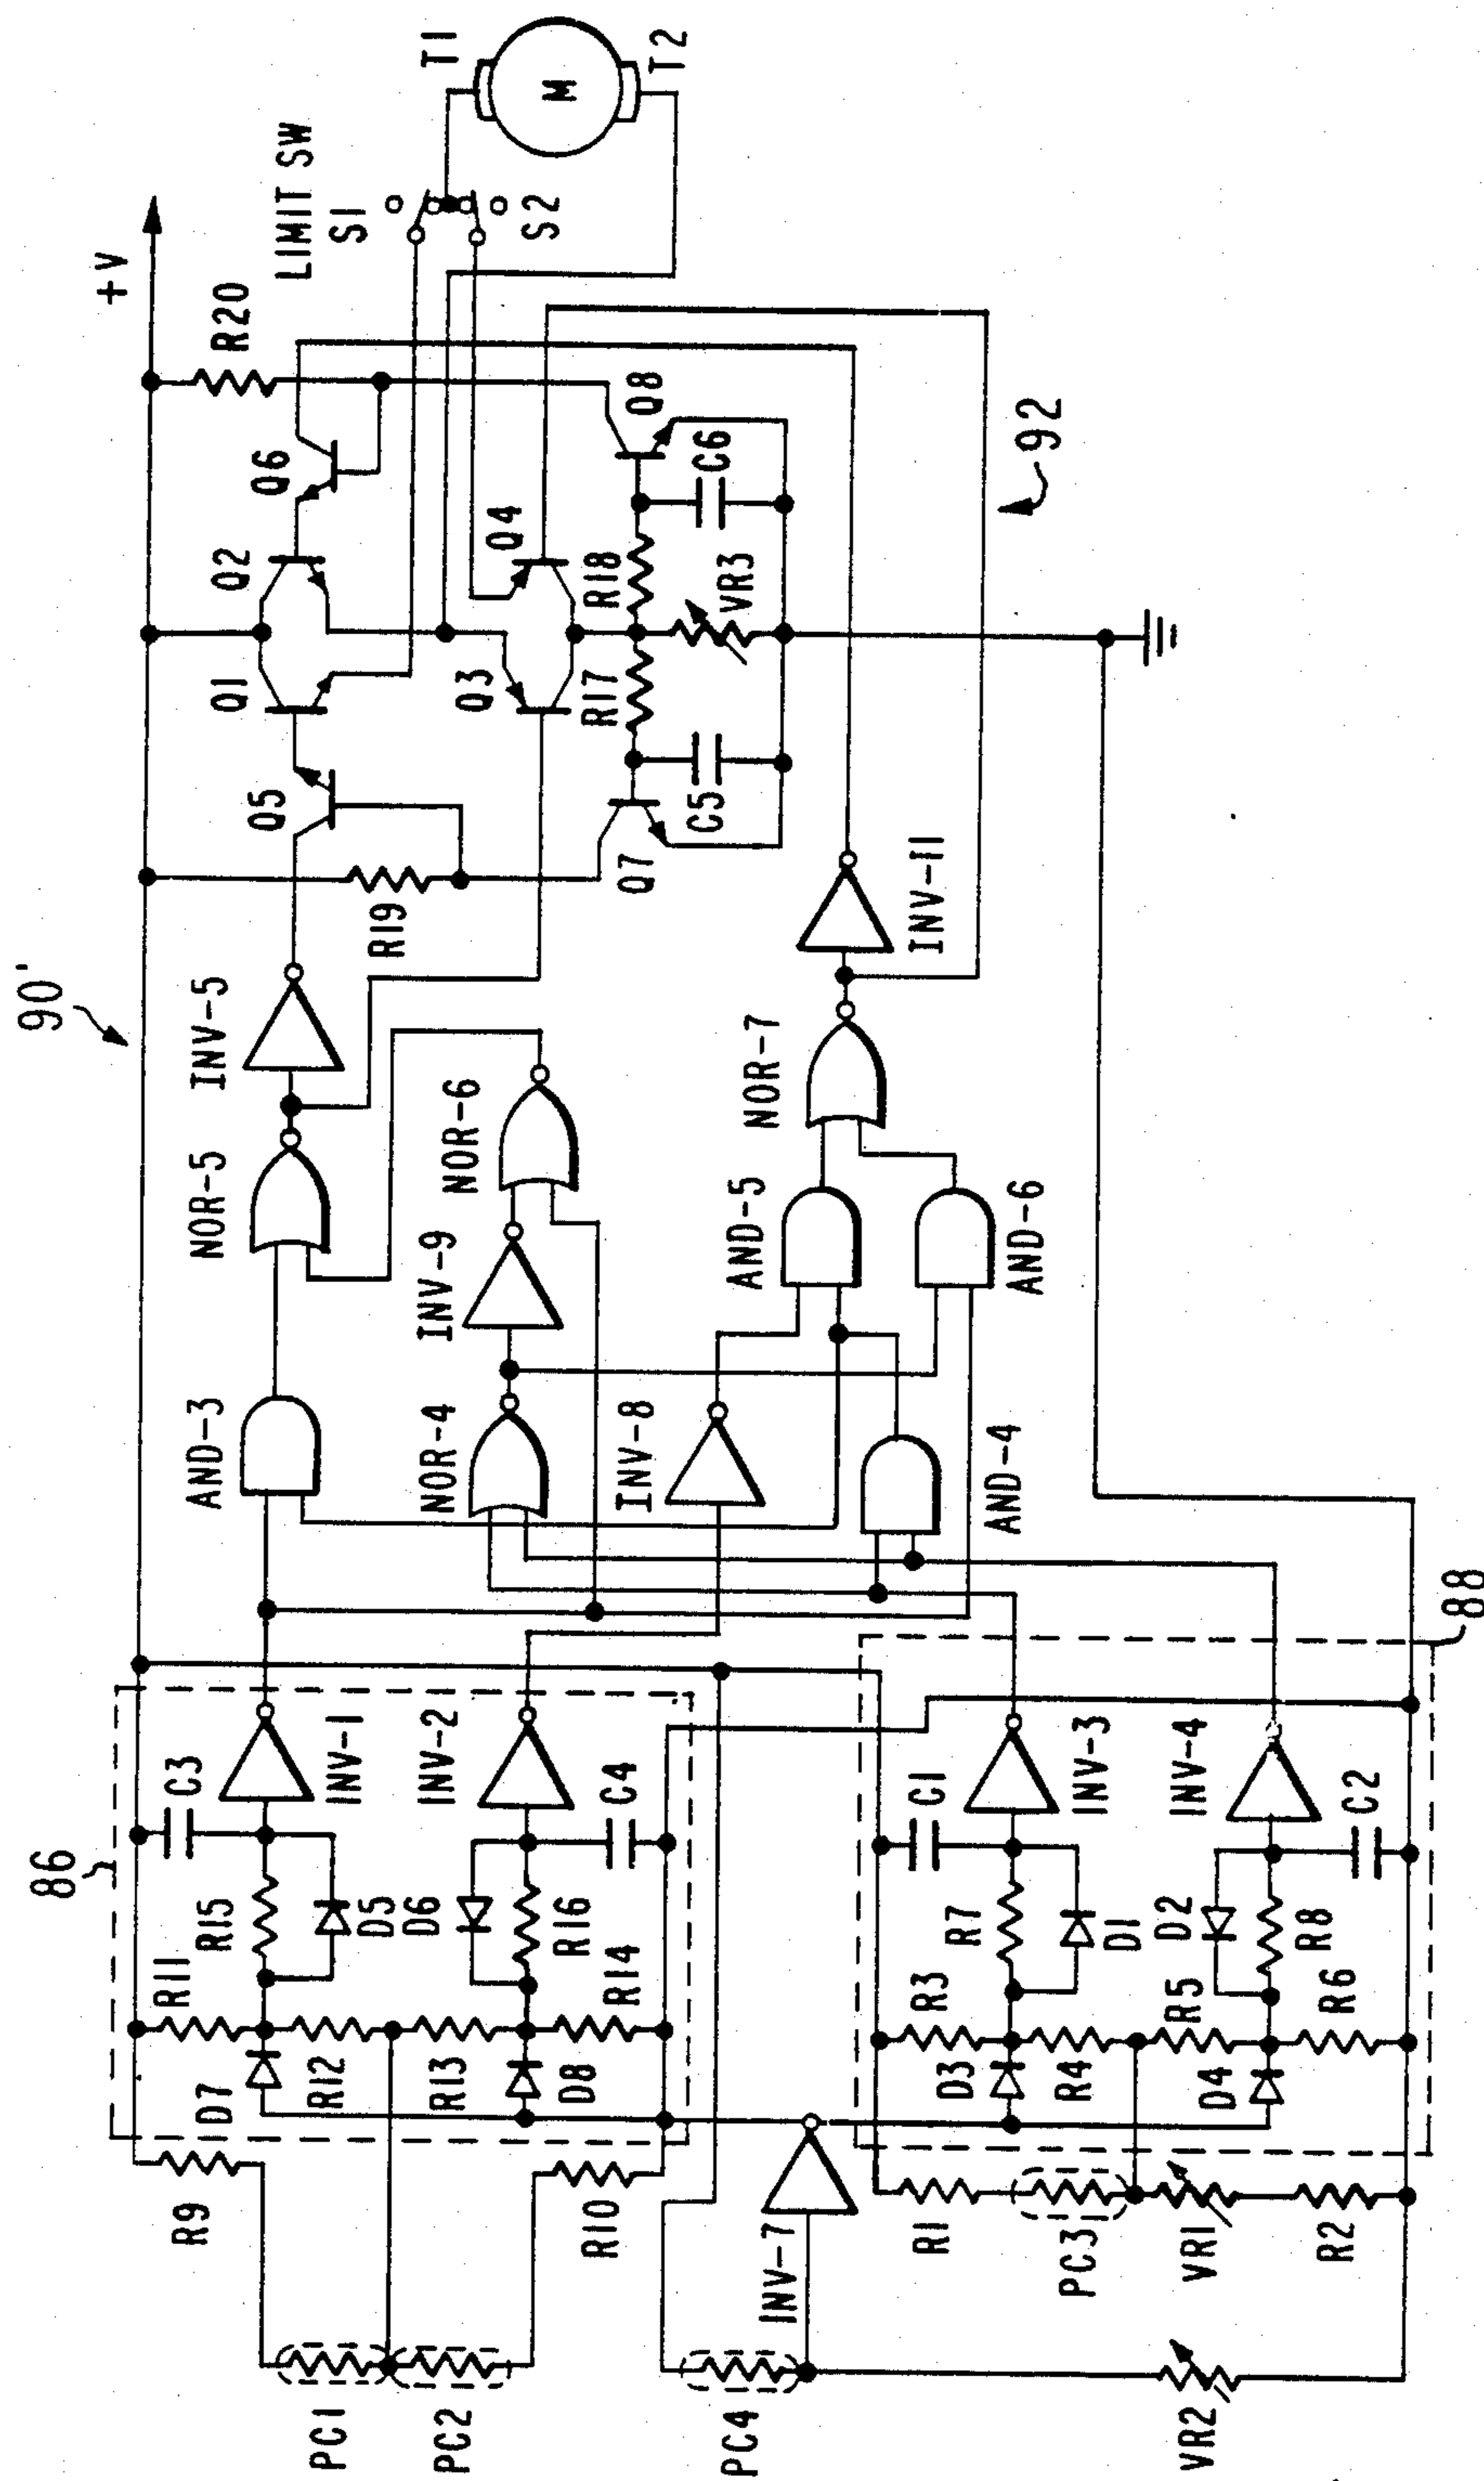 90'
+V
LIMIT SW
S1
S2
T1
T2
M
R20
Q6
Q2
Q1
Q5
R19
INV-5
NOR-5
AND-3
Q4
Q3
Q8
C6
R18
VR3
R17
C5
Q7
92
NOR-6
INV-9
NOR-4
INV-8
INV-11
NOR-7
AND-5
AND-6
AND-4
86
C3
INV-1
R15
R11
D5
D6
INV-2
C4
R16
R14
D7
R12
R13
D8
R9
R10
PC1
PC2
PC4
INV-7
88
C1
INV-3
R7
R3
D1
D2
INV-4
C2
R8
R5
R6
D3
R4
D4
R1
PC3
VR1
R2
VR2